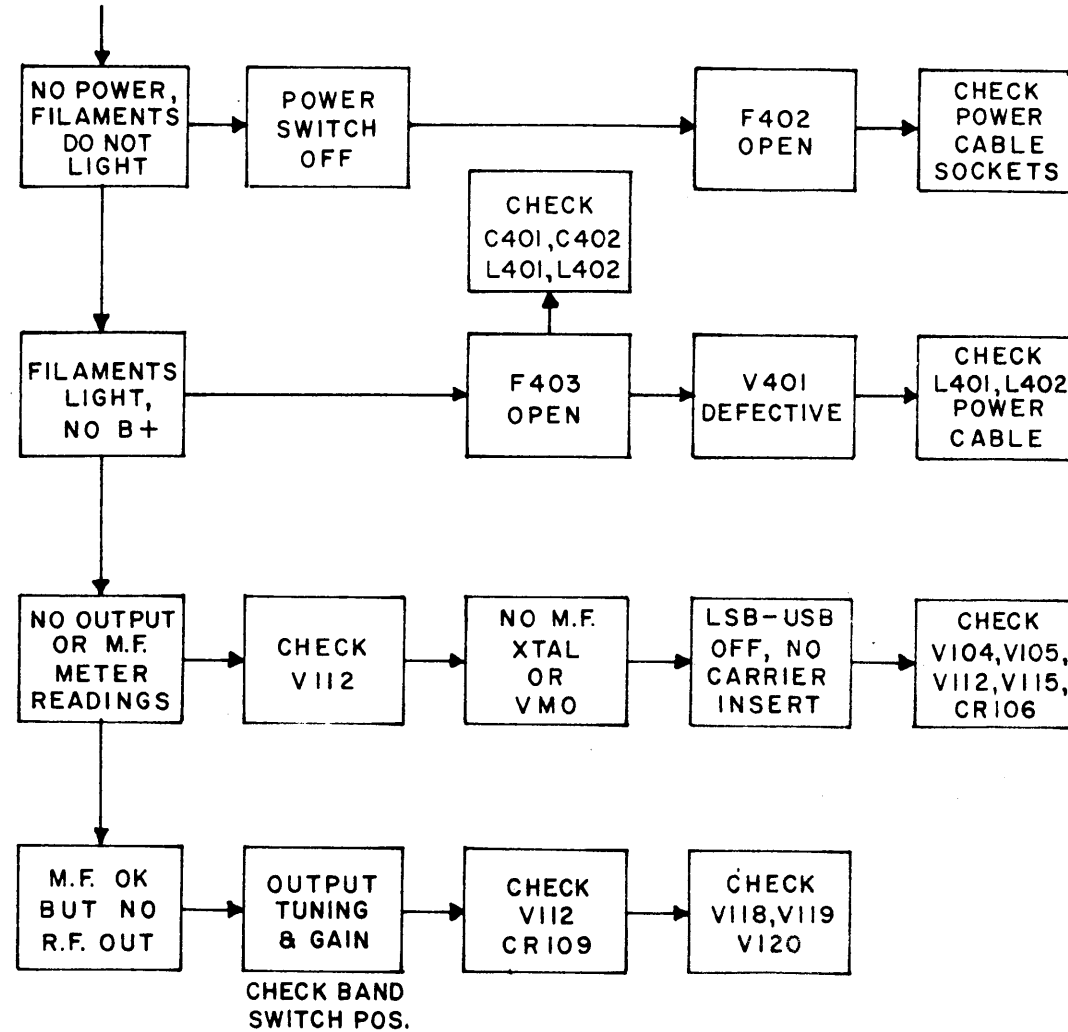 NO POWER,
FILAMENTS
DO NOT
LIGHT
POWER
SWITCH
OFF
F402
OPEN
CHECK
POWER
CABLE
SOCKETS
CHECK
C401,C402
L401,L402
FILAMENTS
LIGHT,
NO B+
F403
OPEN
V401
DEFECTIVE
CHECK
L401,L402
POWER
CABLE
NO OUTPUT
OR M.F.
METER
READINGS
CHECK
V112
NO M.F.
XTAL
OR
VMO
LSB-USB
OFF, NO
CARRIER
INSERT
CHECK
V104,V105,
V112,V115,
CR106
M.F. OK
BUT NO
R.F. OUT
OUTPUT
TUNING
& GAIN
CHECK BAND
SWITCH POS.
CHECK
V112
CR109
CHECK
V118,V119
V120